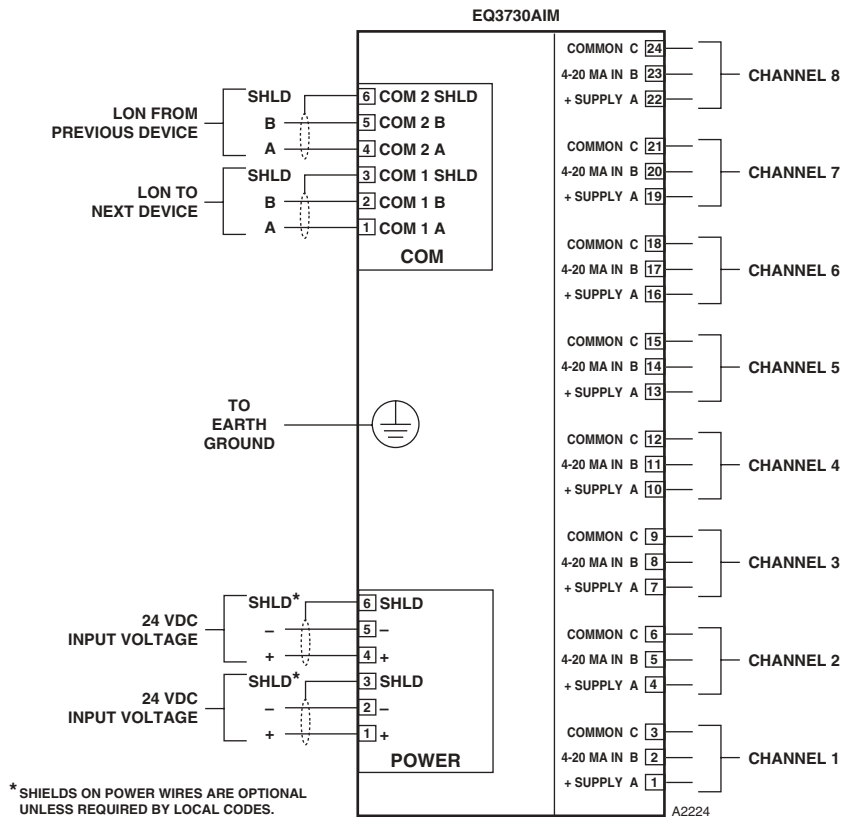 EQ3730AIM
LON FROM
PREVIOUS DEVICE
SHLD
B
A
6 COM 2 SHLD
5 COM 2 B
4 COM 2 A
LON TO
NEXT DEVICE
SHLD
B
A
3 COM 1 SHLD
2 COM 1 B
1 COM 1 A
COM
TO
EARTH
GROUND
24 VDC
INPUT VOLTAGE
SHLD*
–
+
6 SHLD
5 –
4 +
24 VDC
INPUT VOLTAGE
SHLD*
–
+
3 SHLD
2 –
1 +
POWER
* SHIELDS ON POWER WIRES ARE OPTIONAL
UNLESS REQUIRED BY LOCAL CODES.
COMMON C 24
4-20 MA IN B 23
+ SUPPLY A 22
CHANNEL 8
COMMON C 21
4-20 MA IN B 20
+ SUPPLY A 19
CHANNEL 7
COMMON C 18
4-20 MA IN B 17
+ SUPPLY A 16
CHANNEL 6
COMMON C 15
4-20 MA IN B 14
+ SUPPLY A 13
CHANNEL 5
COMMON C 12
4-20 MA IN B 11
+ SUPPLY A 10
CHANNEL 4
COMMON C 9
4-20 MA IN B 8
+ SUPPLY A 7
CHANNEL 3
COMMON C 6
4-20 MA IN B 5
+ SUPPLY A 4
CHANNEL 2
COMMON C 3
4-20 MA IN B 2
+ SUPPLY A 1
CHANNEL 1
A2224